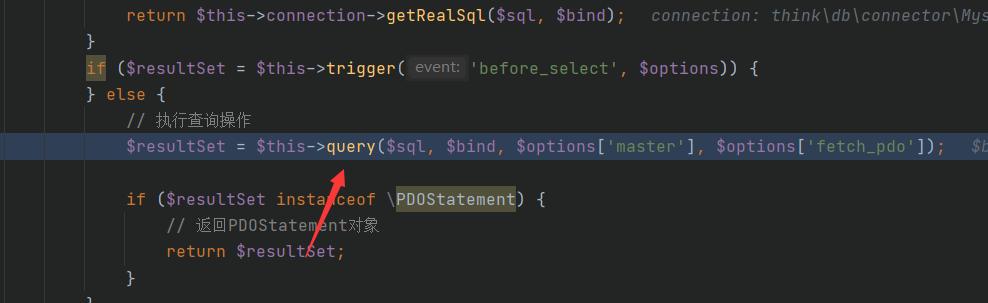 return $this->connection->getRealSql($sql, $bind);   connection: think\db\connector\Mys
}
if ($resultSet = $this->trigger( event: 'before_select', $options)) {
} else {
// 执行查询操作
$resultSet = $this->query($sql, $bind, $options['master'], $options['fetch_pdo']);   $b
if ($resultSet instanceof \PDOStatement) {
// 返回PDOStatement对象
return $resultSet;
}
}